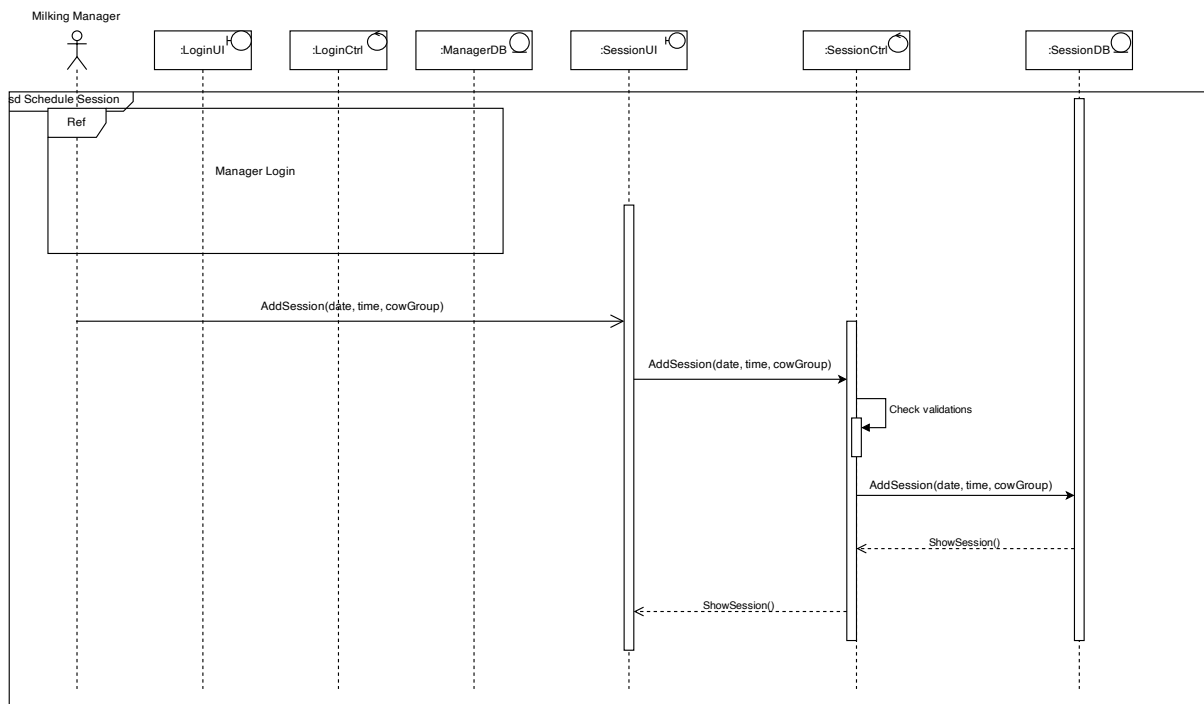 Milking Manager
:LoginUI
:LoginCtrl
:ManagerDB
:SessionUI
:SessionCtrl
:SessionDB
sd Schedule Session
Ref
Manager Login
AddSession(date, time, cowGroup)
AddSession(date, time, cowGroup)
Check validations
AddSession(date, time, cowGroup)
ShowSession()
ShowSession()